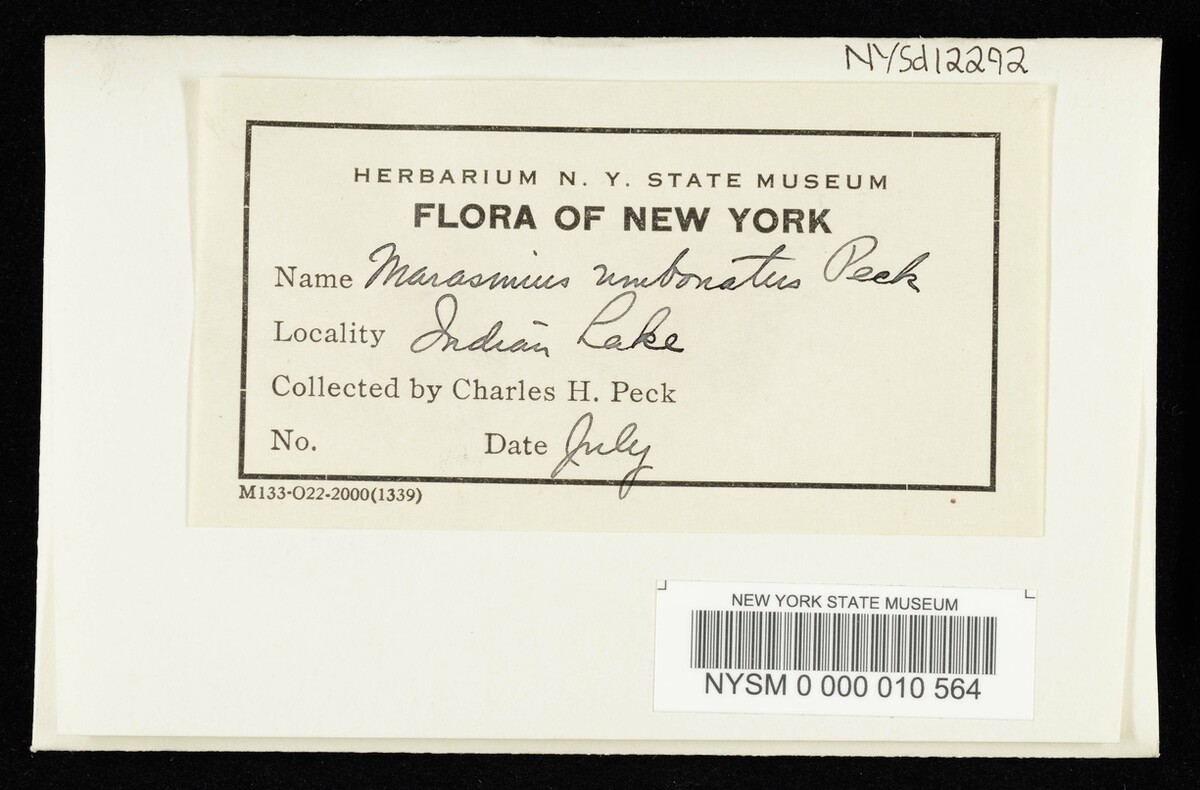 NYSd12292
HERBARIUM N. Y. STATE MUSEUM
FLORA OF NEW YORK
Name Marasmius umbonatus Peck
Locality Indian Lake
Collected by Charles H. Peck
No. Date July
M133-O22-2000(1339)
NEW YORK STATE MUSEUM
NYSM 0 000 010 564